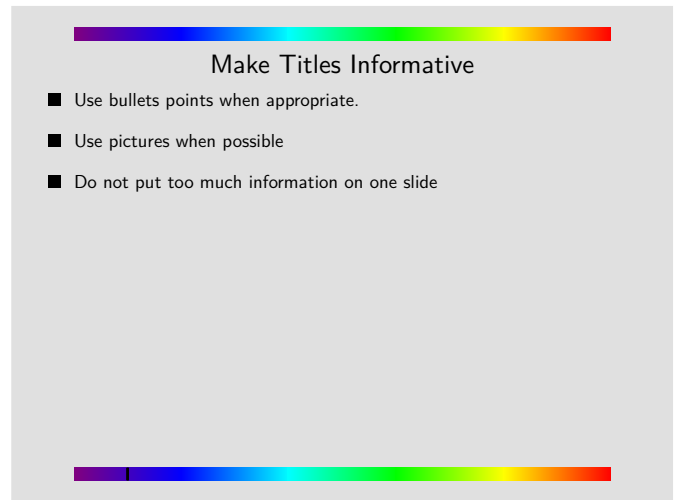 Make Titles Informative
Use bullets points when appropriate.
Use pictures when possible
Do not put too much information on one slide